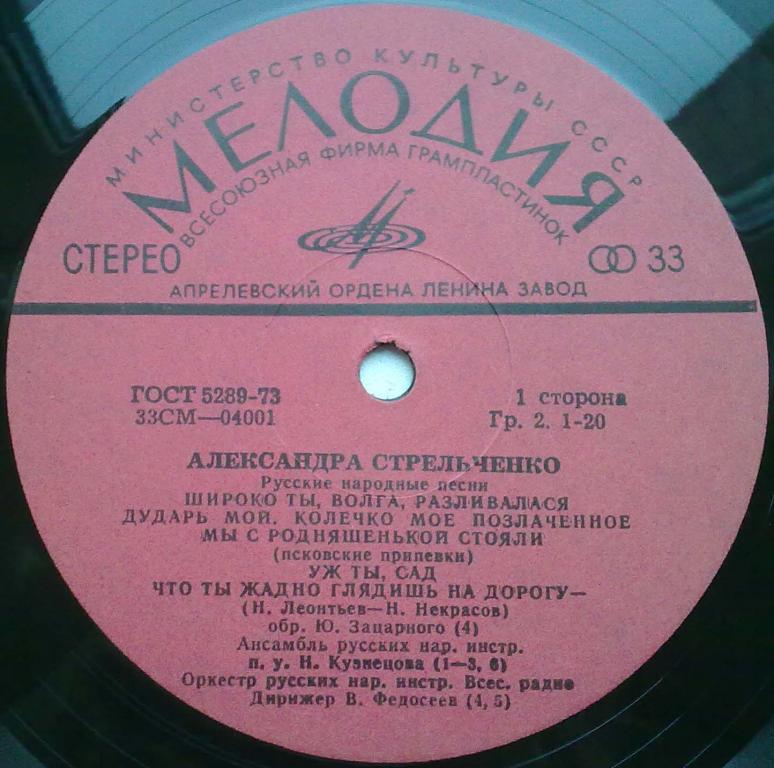 МИНИСТЕРСТВО КУЛЬТУРЫ СССР
МЕЛОДИЯ
ВСЕСОЮЗНАЯ ФИРМА ГРАМПЛАСТИНОК
СТЕРЕО
33
АПРЕЛЕВСКИЙ ОРДЕНА ЛЕНИНА ЗАВОД
ГОСТ 5289-73
1 сторона
33СМ—04001
Гр. 2. 1-20
АЛЕКСАНДРА СТРЕЛЬЧЕНКО
Русские народные песни
ШИРОКО ТЫ, ВОЛГА, РАЗЛИВАЛАСЯ
ДУДАРЬ МОЙ. КОЛЕЧКО МОЕ ПОЗЛАЧЕННОЕ
МЫ С РОДНЯШЕНЬКОЙ СТОЯЛИ
(псковские припевки)
УЖ ТЫ, САД
ЧТО ТЫ ЖАДНО ГЛЯДИШЬ НА ДОРОГУ—
(Н. Леонтьев—Н. Некрасов)
обр. Ю. Зацарного (4)
Ансамбль русских нар. инстр.
п. у. Н. Кузнецова (1—3, 6)
Оркестр русских нар. инстр. Всес. радио
Дирижер В. Федосеев (4, 5)